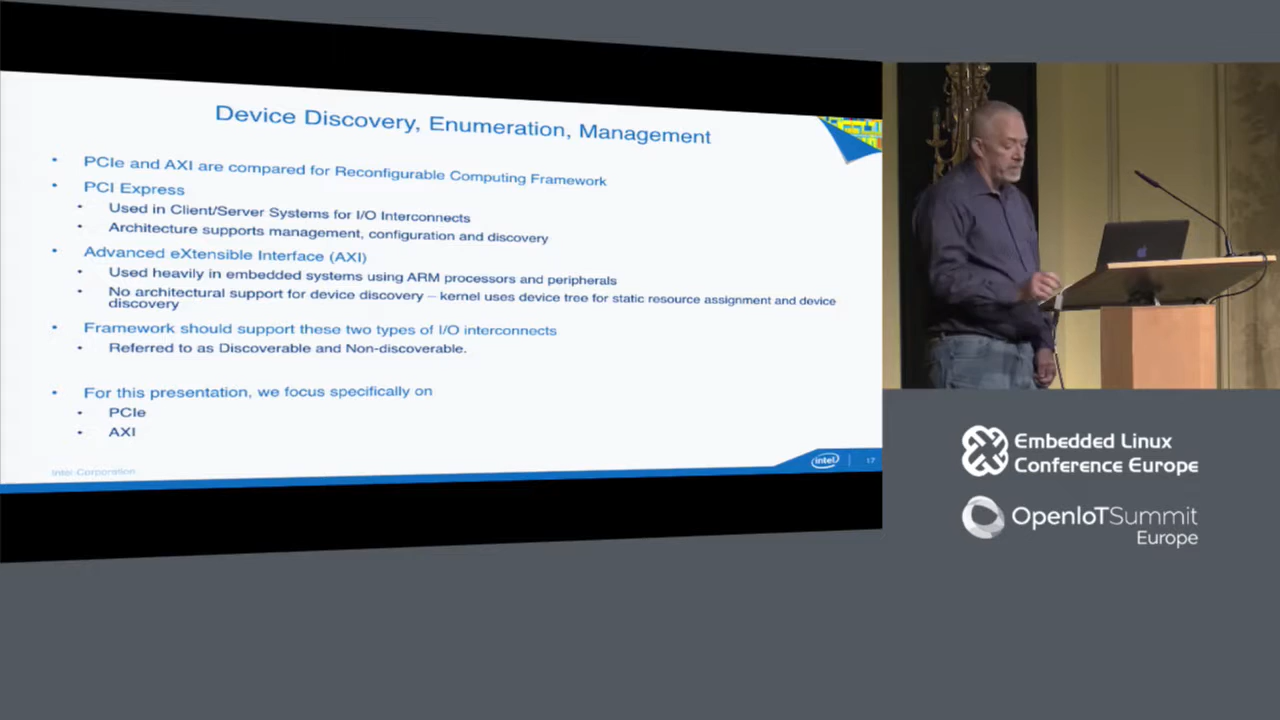 Device Discovery, Enumeration, Management
• PCIe and AXI are compared for Reconfigurable Computing Framework
• PCI Express
• Used in Client/Server Systems for I/O Interconnects
• Architecture supports management, configuration and discovery
• Advanced eXtensible Interface (AXI)
• Used heavily in embedded systems using ARM processors and peripherals
• No architectural support for device discovery – kernel uses device tree for static resource assignment and device
discovery
• Framework should support these two types of I/O interconnects
• Referred to as Discoverable and Non-discoverable.
• For this presentation, we focus specifically on
• PCIe
• AXI
Intel Corporation
intel
17
Embedded Linux
Conference Europe
OpenIoTSummit
Europe